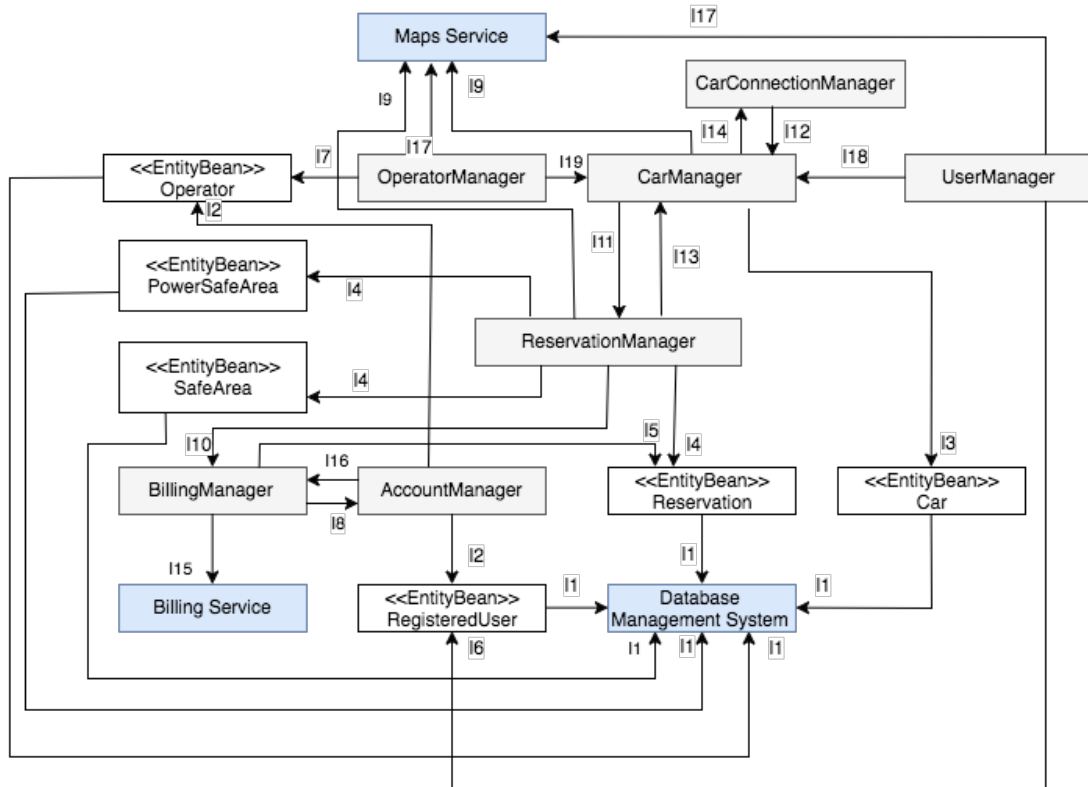 I17
Maps Service
I9
I9
CarConnectionManager
I14
I12
I17
I7
I19
I18
<<EntityBean>>
Operator
OperatorManager
CarManager
UserManager
I2
I11
I13
<<EntityBean>>
PowerSafeArea
I4
ReservationManager
<<EntityBean>>
SafeArea
I4
I10
I16
I5
I4
I3
BillingManager
AccountManager
<<EntityBean>>
Reservation
<<EntityBean>>
Car
I8
I2
I1
I15
I1
I1
Billing Service
<<EntityBean>>
RegisteredUser
Database
Management System
I6
I1
I1
I1